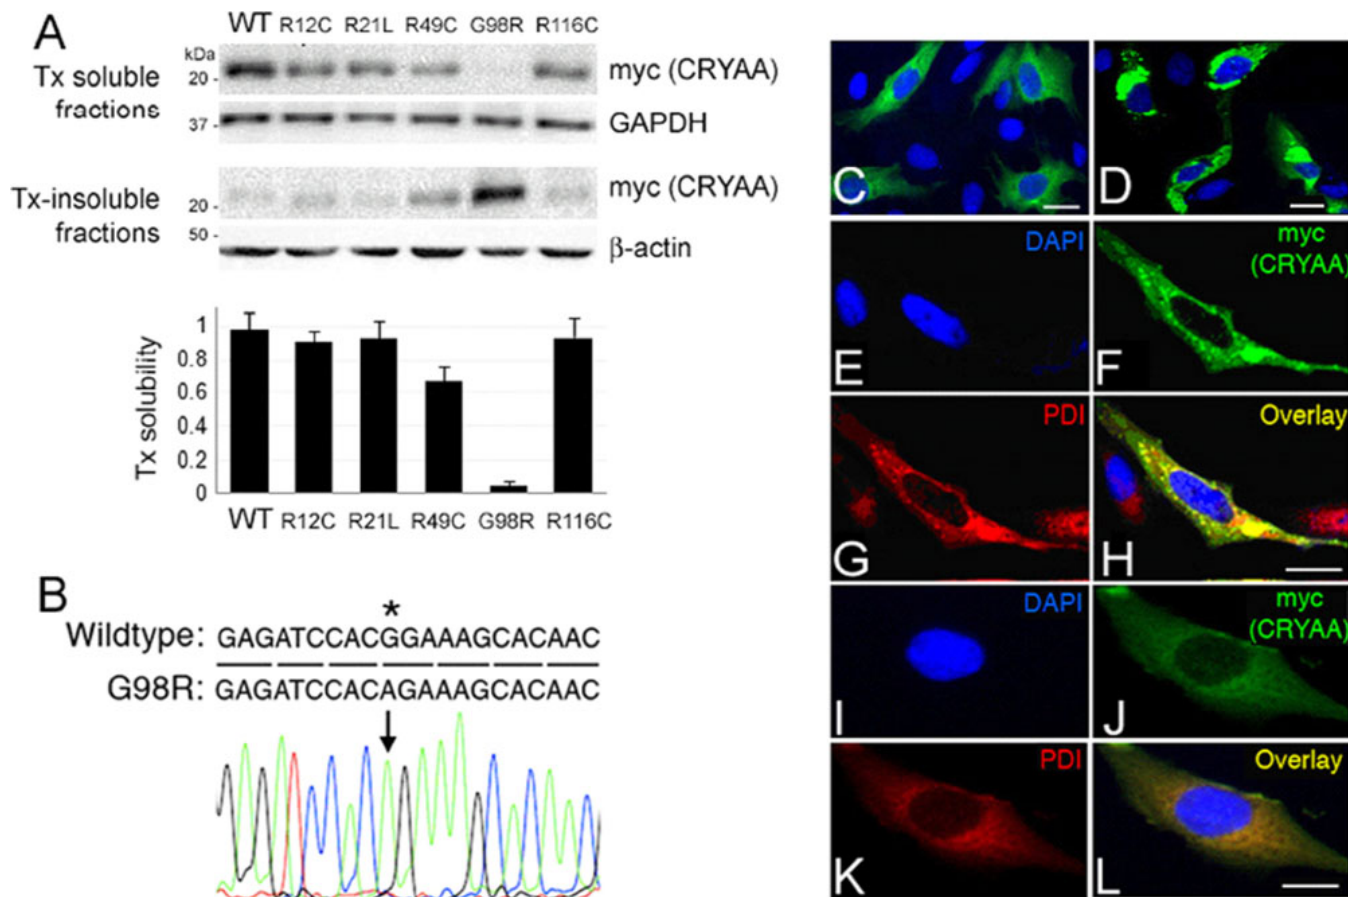 A
WT R12C R21L R49C G98R R116C
kDa
Tx soluble fractions
20 -
myc (CRYAA)
37 -
GAPDH
Tx-insoluble fractions
20 -
myc (CRYAA)
50 -
β-actin
Tx solubility
1
0.8
0.6
0.4
0.2
0
WT R12C R21L R49C G98R R116C
B
*
Wildtype: GAGATCCACGGAAAGCACAAC
G98R: GAGATCCACAGAAAGCACAAC
C
D
DAPI
E
myc
(CRYAA)
F
PDI
G
Overlay
H
DAPI
I
myc
(CRYAA)
J
PDI
K
Overlay
L